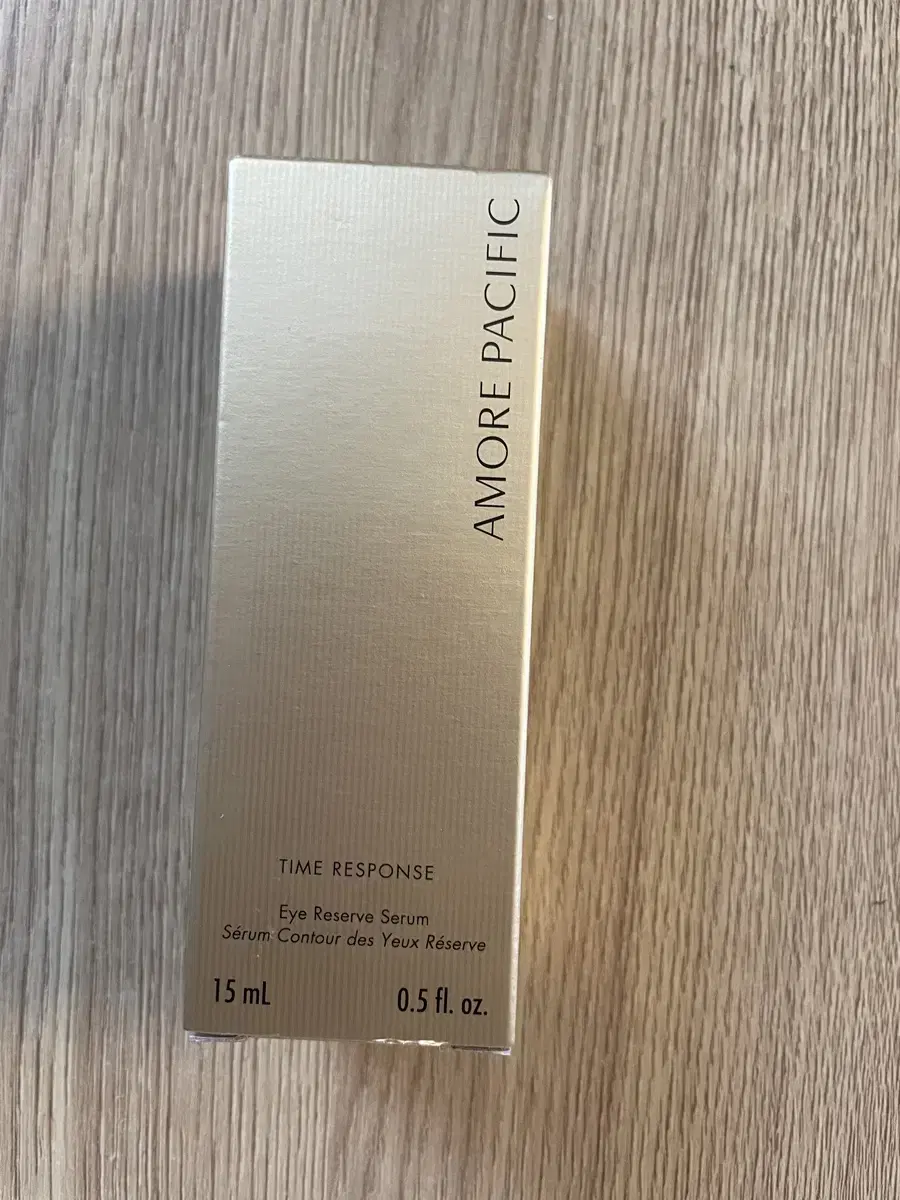 AMORE PACIFIC
TIME RESPONSE
Eye Reserve Serum
Sérum Contour des Yeux Réserve
15 mL 0.5 fl. oz.